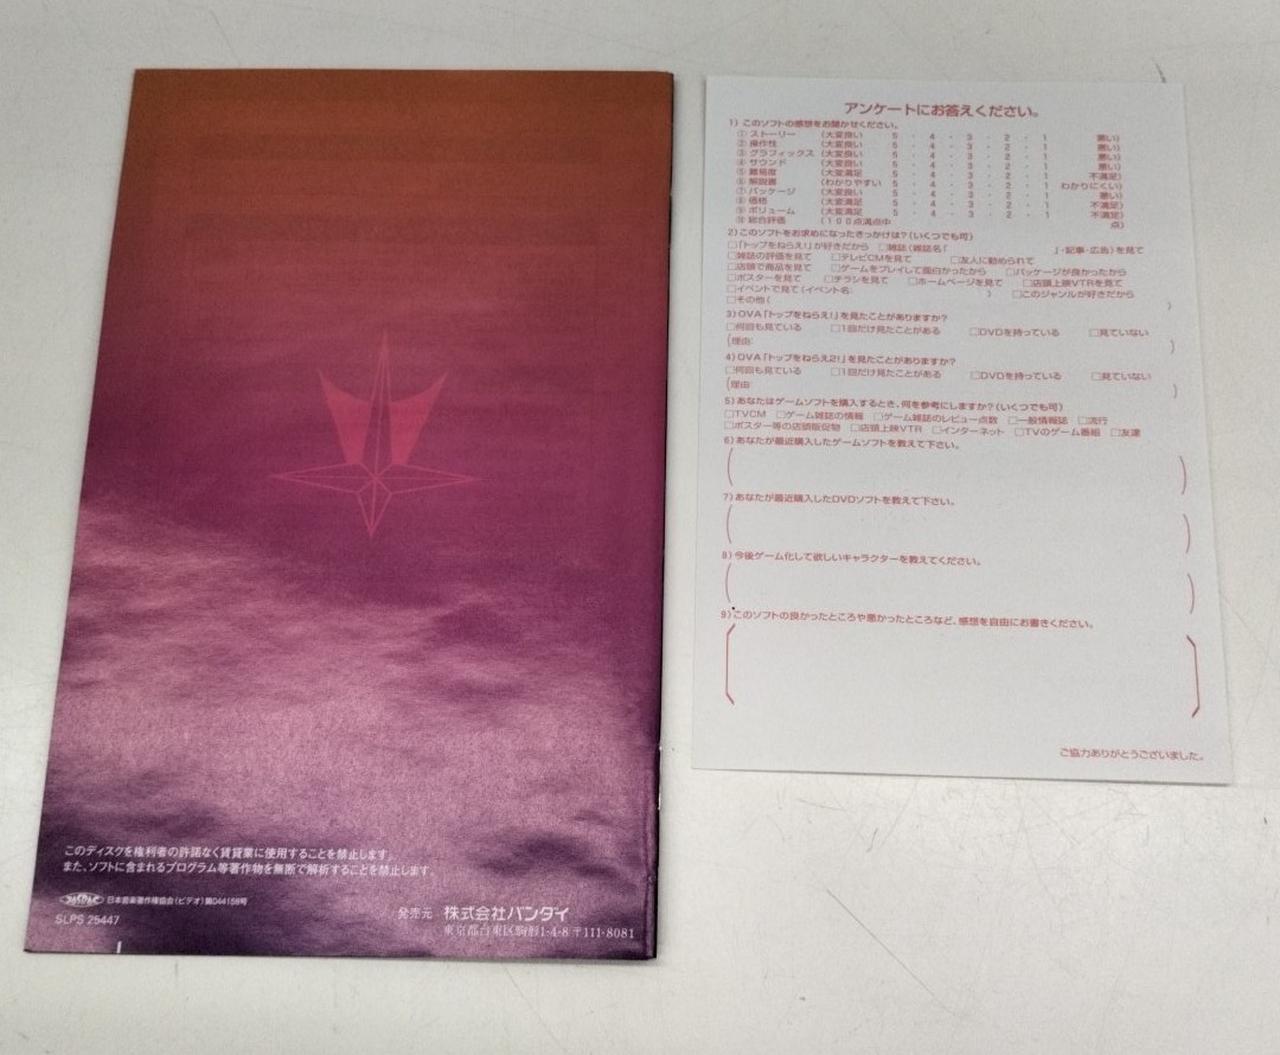 このディスクを権利者の許諾なく賃貸業に使用することを禁止します。
また、ソフトに含まれるプログラム等著作物を無断で解析することを禁止します。
日本音楽著作権協会(ビデオ)第044158号
SLPS 25447
発売元 株式会社バンダイ
東京都台東区駒形1-4-8 〒111-8081
アンケートにお答えください。
1) このソフトの感想をお聞かせください。
① ストーリー (大変良い 5 ・ 4 ・ 3 ・ 2 ・ 1 悪い)
② 操作性 (大変良い 5 ・ 4 ・ 3 ・ 2 ・ 1 悪い)
③ グラフィックス (大変良い 5 ・ 4 ・ 3 ・ 2 ・ 1 悪い)
④ サウンド (大変良い 5 ・ 4 ・ 3 ・ 2 ・ 1 悪い)
⑤ 難易度 (大変満足 5 ・ 4 ・ 3 ・ 2 ・ 1 不満足)
⑥ 解説書 (わかりやすい 5 ・ 4 ・ 3 ・ 2 ・ 1 わかりにくい)
⑦ パッケージ (大変良い 5 ・ 4 ・ 3 ・ 2 ・ 1 悪い)
⑧ 価格 (大変満足 5 ・ 4 ・ 3 ・ 2 ・ 1 不満足)
⑨ ボリューム (大変満足 5 ・ 4 ・ 3 ・ 2 ・ 1 不満足)
⑩ 総合評価 (100点満点中 点)
2) このソフトをお求めになったきっかけは?(いくつでも可)
□「トップをねらえ!」が好きだから □雑誌(雑誌名「 」・記事・広告)を見て
□雑誌の評価を見て □テレビCMを見て □友人に勧められて
□店頭で商品を見て □ゲームをプレイして面白かったから □パッケージが良かったから
□ポスターを見て □チラシを見て □ホームページを見て □店頭上映VTRを見て
□イベントで見て(イベント名: ) □このジャンルが好きだから
□その他( )
3) OVA「トップをねらえ!」を見たことがありますか?
□何回も見ている □1回だけ見たことがある □DVDを持っている □見ていない
(理由: )
4) OVA「トップをねらえ2!」を見たことがありますか?
□何回も見ている □1回だけ見たことがある □DVDを持っている □見ていない
(理由: )
5) あなたはゲームソフトを購入するとき、何を参考にしますか?(いくつでも可)
□TVCM □ゲーム雑誌の情報 □ゲーム雑誌のレビュー点数 □一般情報誌 □流行
□ポスター等の店頭販促物 □店頭上映VTR □インターネット □TVのゲーム番組 □友達
6) あなたが最近購入したゲームソフトを教えて下さい。
7) あなたが最近購入したDVDソフトを教えて下さい。
8) 今後ゲーム化して欲しいキャラクターを教えてください。
9) このソフトの良かったところや悪かったところなど、感想を自由にお書きください。
ご協力ありがとうございました。